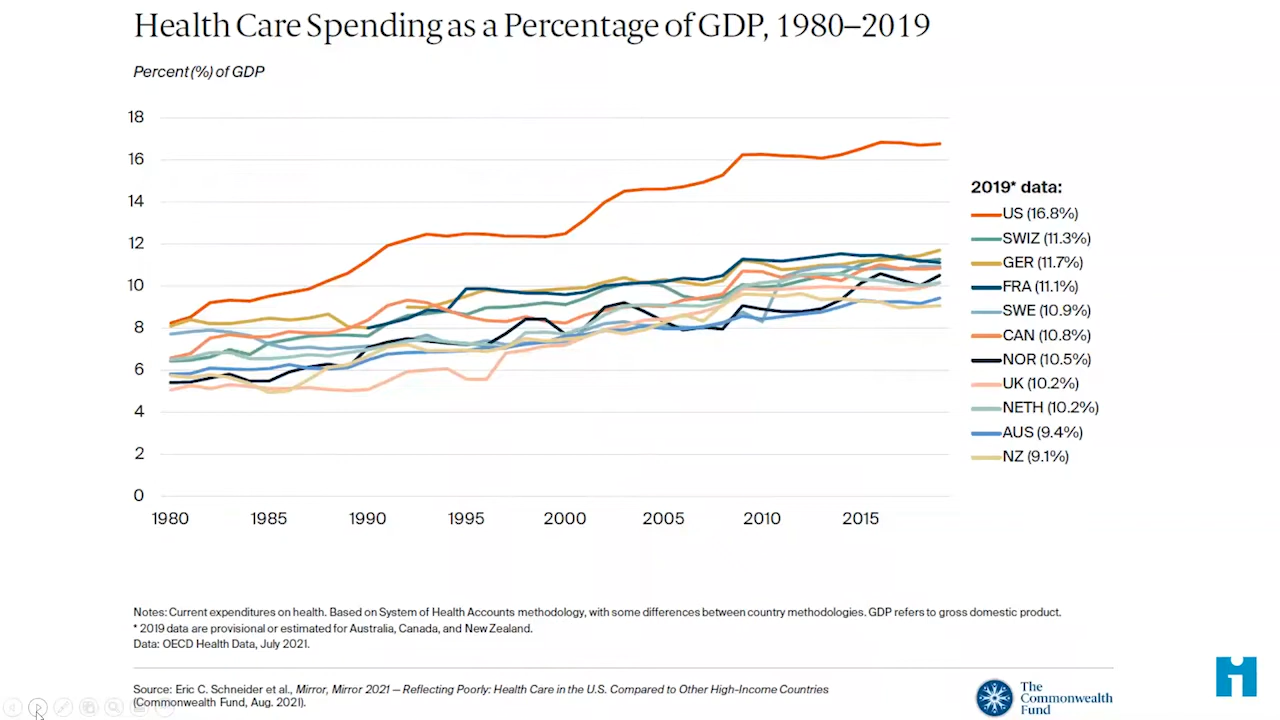 Health Care Spending as a Percentage of GDP, 1980–2019
Percent (%) of GDP
18
16
14
12
10
8
6
4
2
0
1980 1985 1990 1995 2000 2005 2010 2015
2019* data:
US (16.8%)
SWIZ (11.3%)
GER (11.7%)
FRA (11.1%)
SWE (10.9%)
CAN (10.8%)
NOR (10.5%)
UK (10.2%)
NETH (10.2%)
AUS (9.4%)
NZ (9.1%)
Notes: Current expenditures on health. Based on System of Health Accounts methodology, with some differences between country methodologies. GDP refers to gross domestic product.
* 2019 data are provisional or estimated for Australia, Canada, and New Zealand.
Data: OECD Health Data, July 2021.
Source: Eric C. Schneider et al., Mirror, Mirror 2021 — Reflecting Poorly: Health Care in the U.S. Compared to Other High-Income Countries
(Commonwealth Fund, Aug. 2021).
The
Commonwealth
Fund